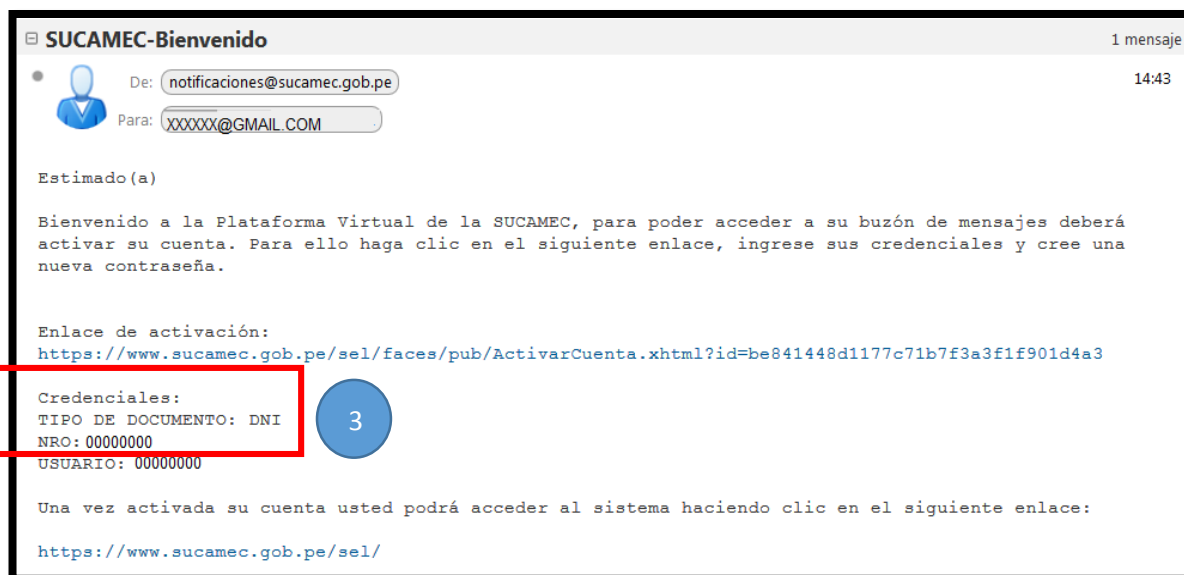 SUCAMEC-Bienvenido 1 mensaje
De: notificaciones@sucamec.gob.pe 14:43
Para: XXXXXX@GMAIL.COM
Estimado(a)
Bienvenido a la Plataforma Virtual de la SUCAMEC, para poder acceder a su buzón de mensajes deberá
activar su cuenta. Para ello haga clic en el siguiente enlace, ingrese sus credenciales y cree una
nueva contraseña.
Enlace de activación:
https://www.sucamec.gob.pe/sel/faces/pub/ActivarCuenta.xhtml?id=be841448d1177c71b7f3a3f1f901d4a3
Credenciales:
TIPO DE DOCUMENTO: DNI
3
NRO: 00000000
USUARIO: 00000000
Una vez activada su cuenta usted podrá acceder al sistema haciendo clic en el siguiente enlace:
https://www.sucamec.gob.pe/sel/